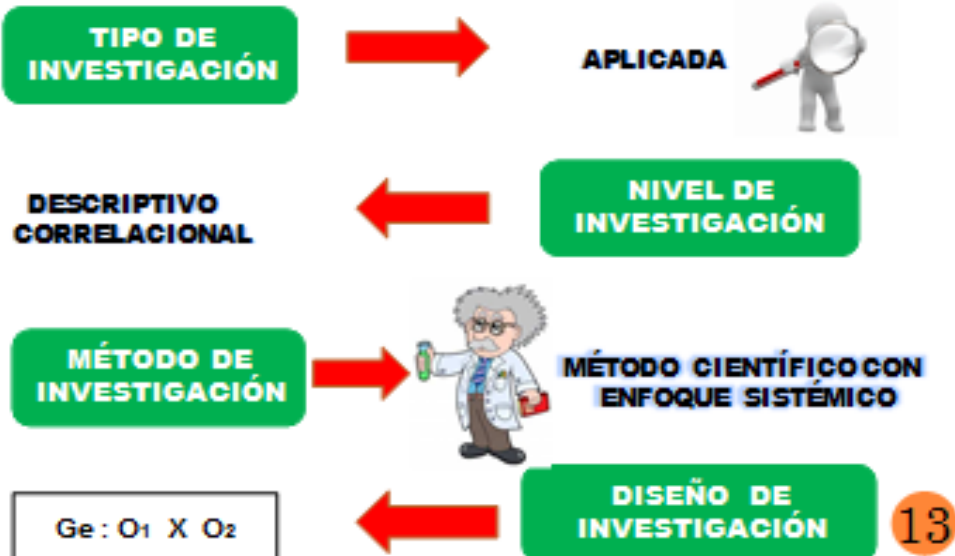 TIPO DE
INVESTIGACIÓN
APLICADA
DESCRIPTIVO
CORRELACIONAL
NIVEL DE
INVESTIGACIÓN
MÉTODO DE
INVESTIGACIÓN
MÉTODO CIENTÍFICO CON
ENFOQUE SISTÉMICO
Ge : O1 X O2
DISEÑO DE
INVESTIGACIÓN
13